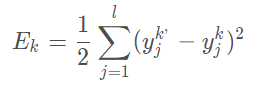 E_k = \frac{1}{2} \sum_{j=1}^{l} (y_j^{k'} - y_j^k)^2